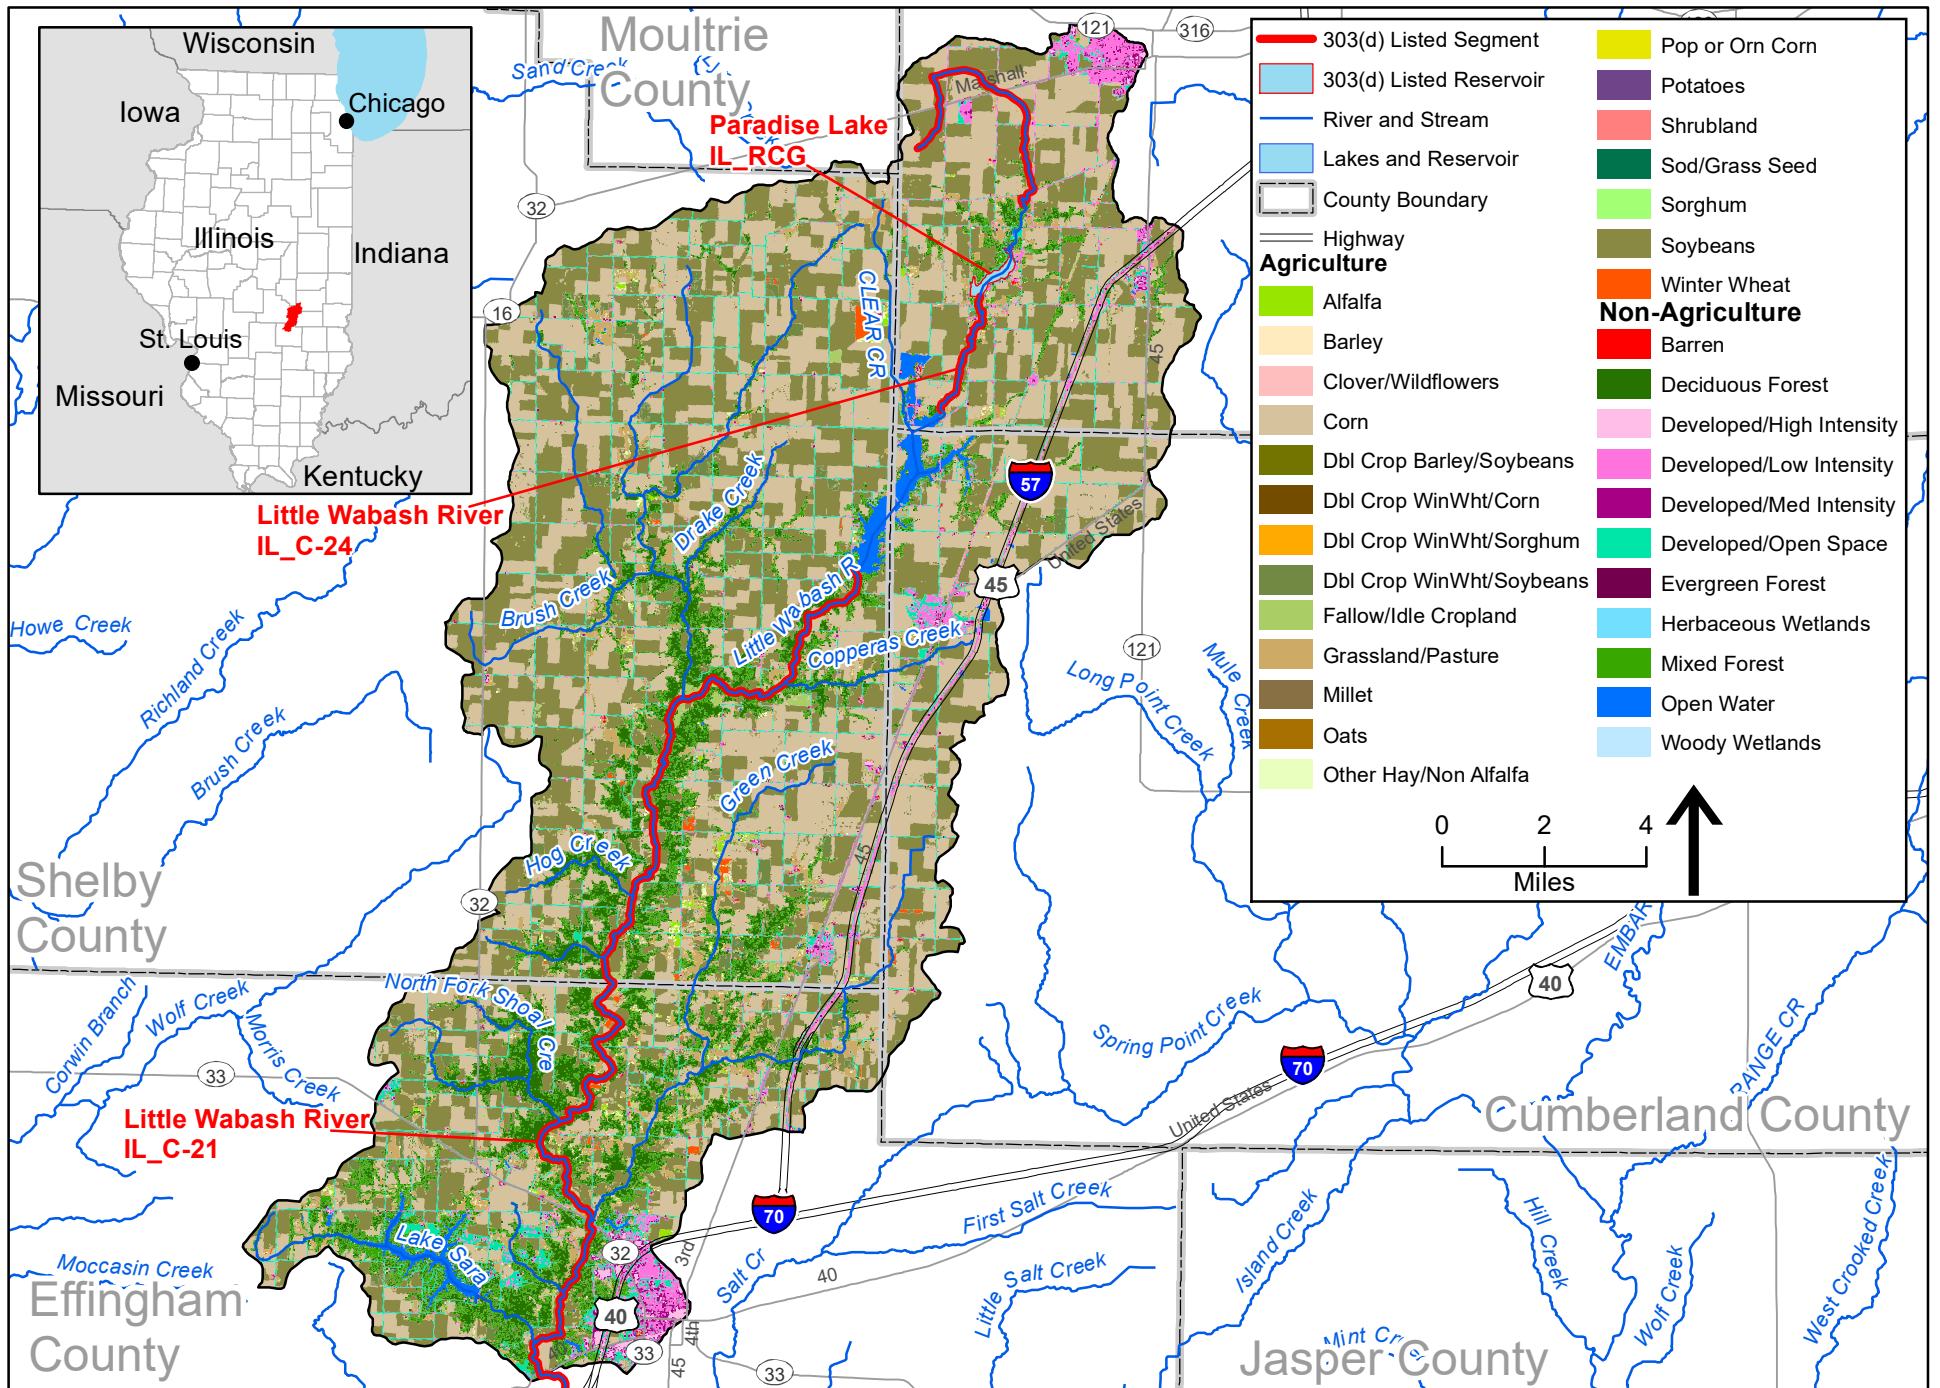 Wisconsin
Iowa
Chicago
Illinois
Indiana
St. Louis
Missouri
Kentucky
Moultrie
County
Sand Creek
121
316
Marshall
Paradise Lake
IL_RCG
32
16
CLEAR CR
45
57
Drake Creek
Little Wabash River
IL_C-24
United States
45
Brush Creek
Little Wabash R
Copperas Creek
Howe Creek
Richland Creek
Brush Creek
121
Long Point Creek
Mule Creek
Green Creek
Hog Creek
45
Shelby
County
32
North Fork Shoal Cre
Corwin Branch
Wolf Creek
Morris Creek
33
Spring Point Creek
EMBAR
40
70
United States
RANGE CR
Cumberland County
Little Wabash River
IL_C-21
70
First Salt Creek
Lake Sara
Moccasin Creek
32
3rd
Salt Cr
40
Little Salt Creek
Island Creek
Hill Creek
Wolf Creek
West Crooked Creek
Effingham
County
40
4th
33
45
33
Mint Cr
Jasper County
303(d) Listed Segment
303(d) Listed Reservoir
River and Stream
Lakes and Reservoir
County Boundary
Highway
Agriculture
Alfalfa
Barley
Clover/Wildflowers
Corn
Dbl Crop Barley/Soybeans
Dbl Crop WinWht/Corn
Dbl Crop WinWht/Sorghum
Dbl Crop WinWht/Soybeans
Fallow/Idle Cropland
Grassland/Pasture
Millet
Oats
Other Hay/Non Alfalfa
Pop or Orn Corn
Potatoes
Shrubland
Sod/Grass Seed
Sorghum
Soybeans
Winter Wheat
Non-Agriculture
Barren
Deciduous Forest
Developed/High Intensity
Developed/Low Intensity
Developed/Med Intensity
Developed/Open Space
Evergreen Forest
Herbaceous Wetlands
Mixed Forest
Open Water
Woody Wetlands
0 2 4
Miles